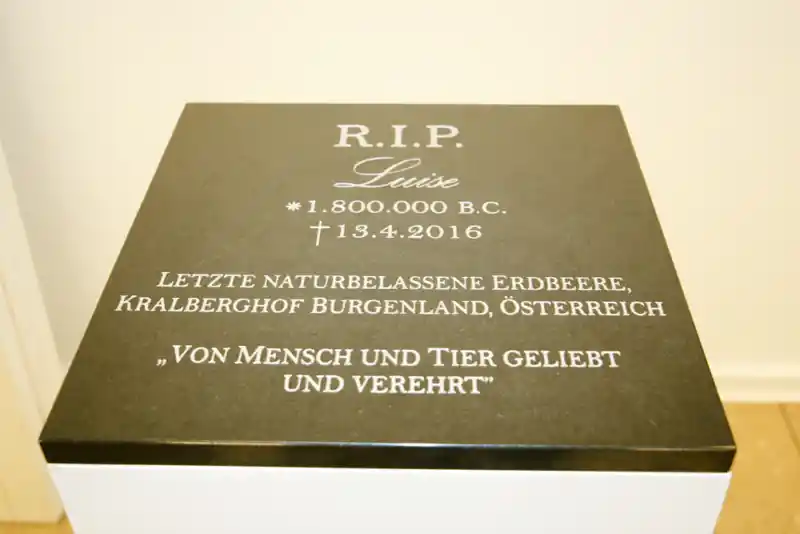 R.I.P.
Luise
*1.800.000 B.C.
†13.4.2016
LETZTE NATURBELASSENE ERDBEERE,
KRALBERGHOF BURGENLAND, ÖSTERREICH
„VON MENSCH UND TIER GELIEBT
UND VEREHRT”